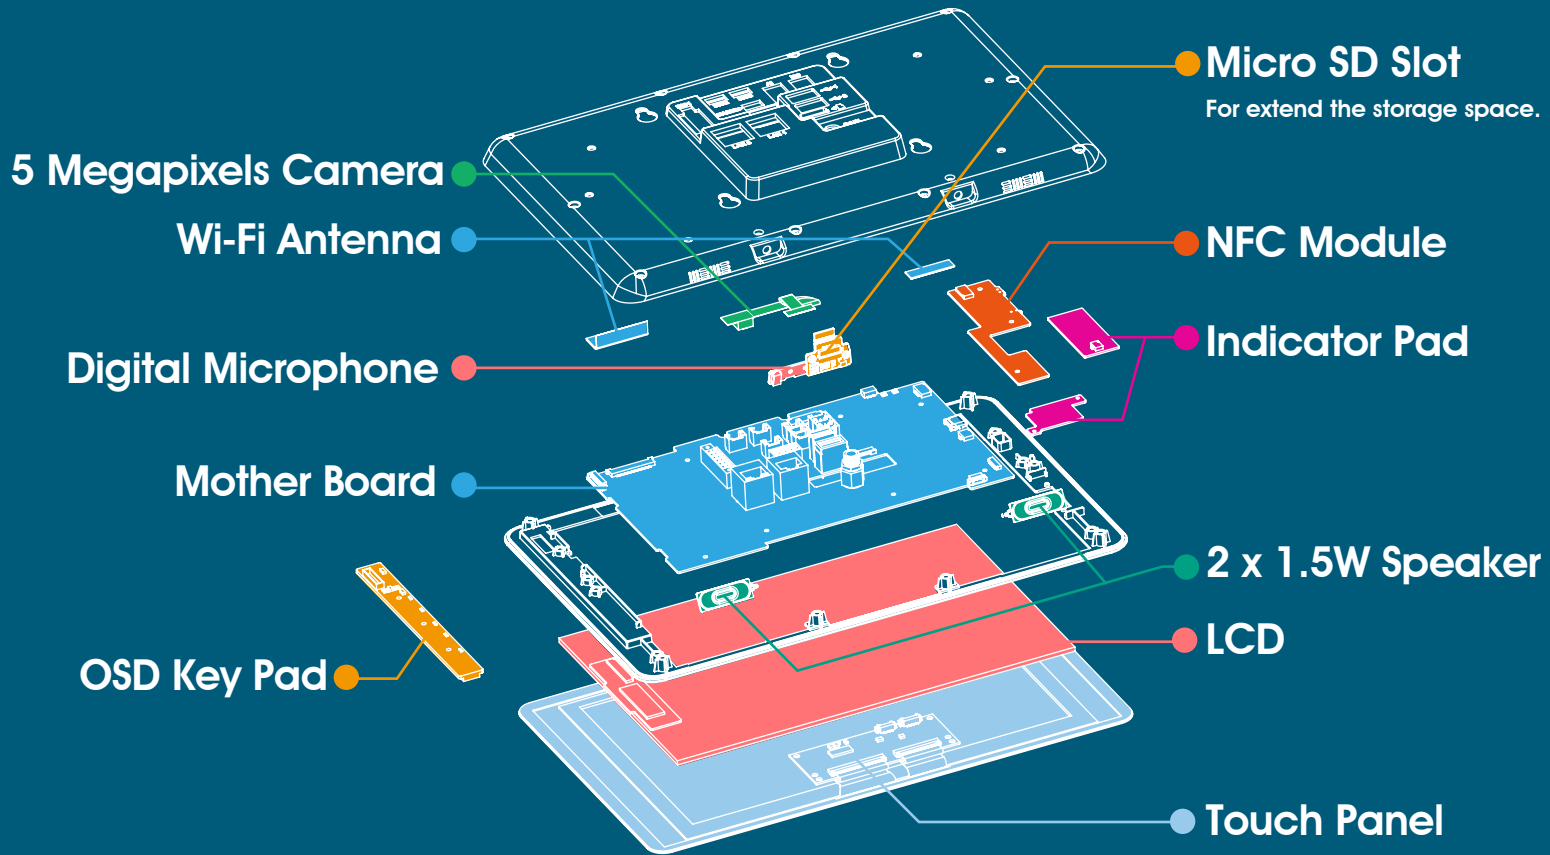 Micro SD Slot
For extend the storage space.
5 Megapixels Camera
Wi-Fi Antenna
NFC Module
Digital Microphone
Indicator Pad
Mother Board
2 x 1.5W Speaker
LCD
OSD Key Pad
Touch Panel